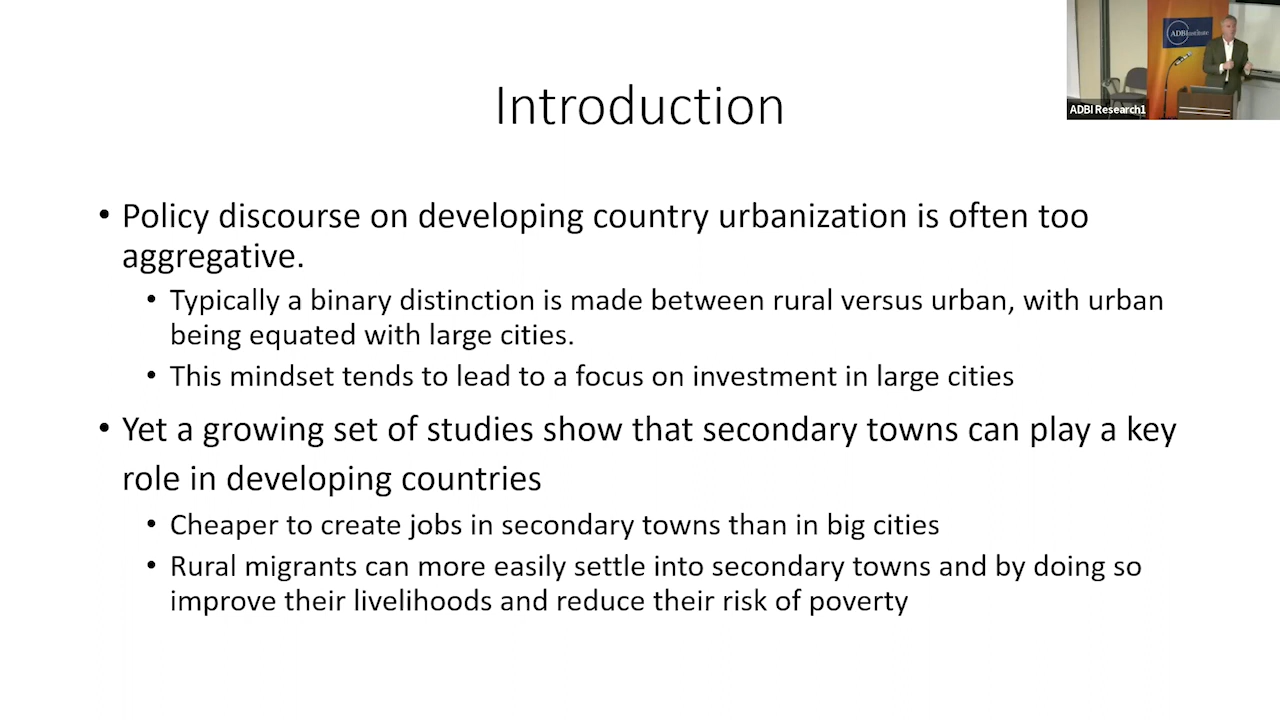 ADBInstitute
ADBI Research1
Introduction
• Policy discourse on developing country urbanization is often too
aggregative.
• Typically a binary distinction is made between rural versus urban, with urban
being equated with large cities.
• This mindset tends to lead to a focus on investment in large cities
• Yet a growing set of studies show that secondary towns can play a key
role in developing countries
• Cheaper to create jobs in secondary towns than in big cities
• Rural migrants can more easily settle into secondary towns and by doing so
improve their livelihoods and reduce their risk of poverty